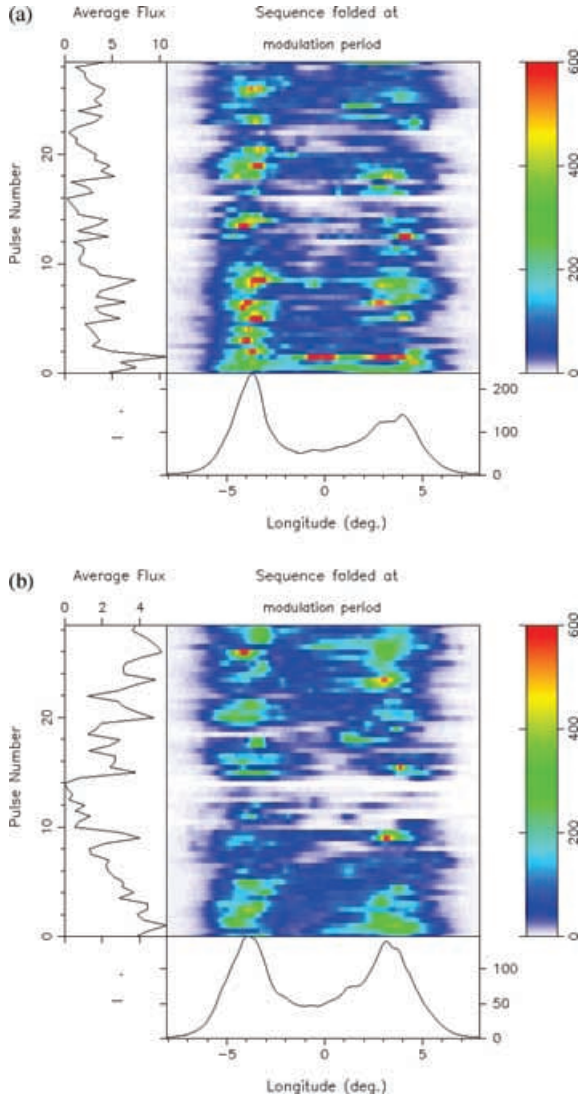 (a)
Average Flux
Sequence folded at
modulation period
0 5 10
Pulse Number
0 10 20
0 200 400 600
0 100 200
−5 0 5
Longitude (deg.)
(b)
Average Flux
Sequence folded at
modulation period
0 2 4
Pulse Number
0 10 20
0 200 400 600
0 50 100
−5 0 5
Longitude (deg.)